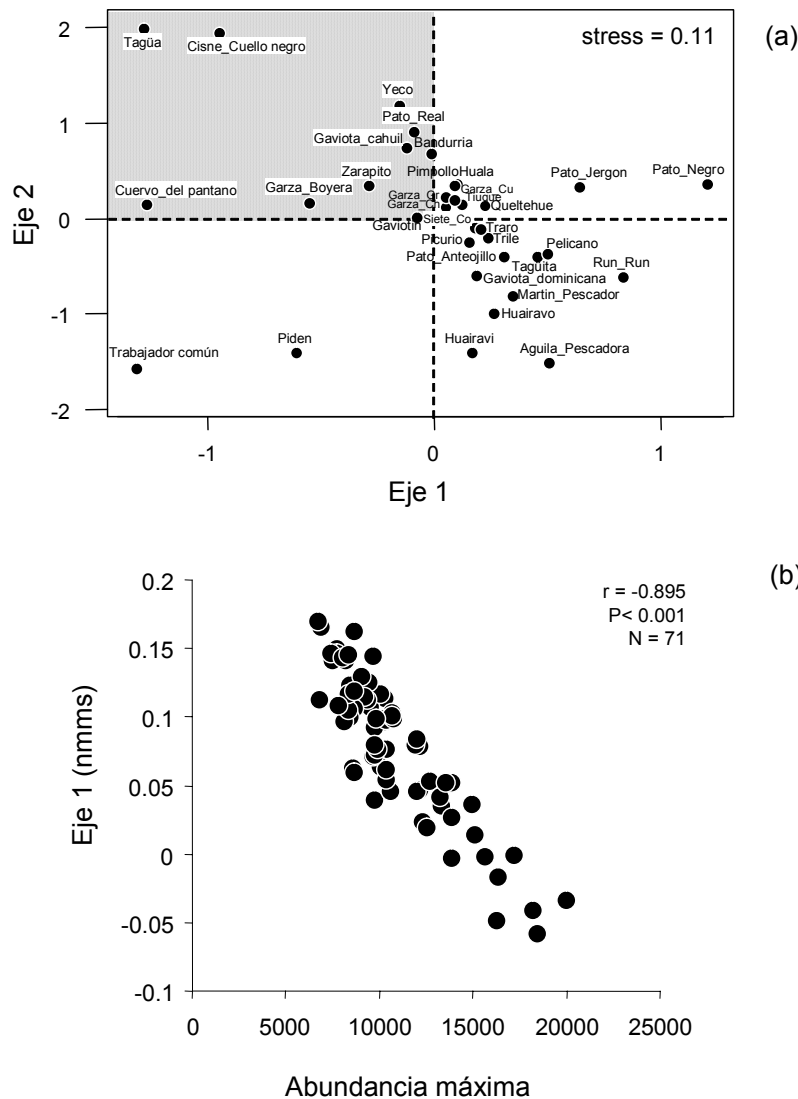 (a)
stress = 0.11
2
1
0
-1
-2
Eje 2
Tagüa
Cisne_Cuello negro
Yeco
Pato_Real
Gaviota_cahuil
Bandurria
Zarapito
PimpolloHuala
Pato_Jergon
Pato_Negro
Cuervo_del pantano
Garza_Boyera
Garza_Gr
Garza_Cu
Garza_Ch
Tiuque
Queltehue
Gaviotin
Siete_Co
Traro
Picurio
Trile
Pelicano
Pato_Anteojillo
Taguita
Run_Run
Gaviota_dominicana
Martin_Pescador
Huairavo
Trabajador común
Piden
Huairavi
Aguila_Pescadora
-1
0
1
Eje 1
(b)
r = -0.895
P< 0.001
N = 71
0.2
0.15
0.1
0.05
0
-0.05
-0.1
Eje 1 (nmms)
0
5000
10000
15000
20000
25000
Abundancia máxima